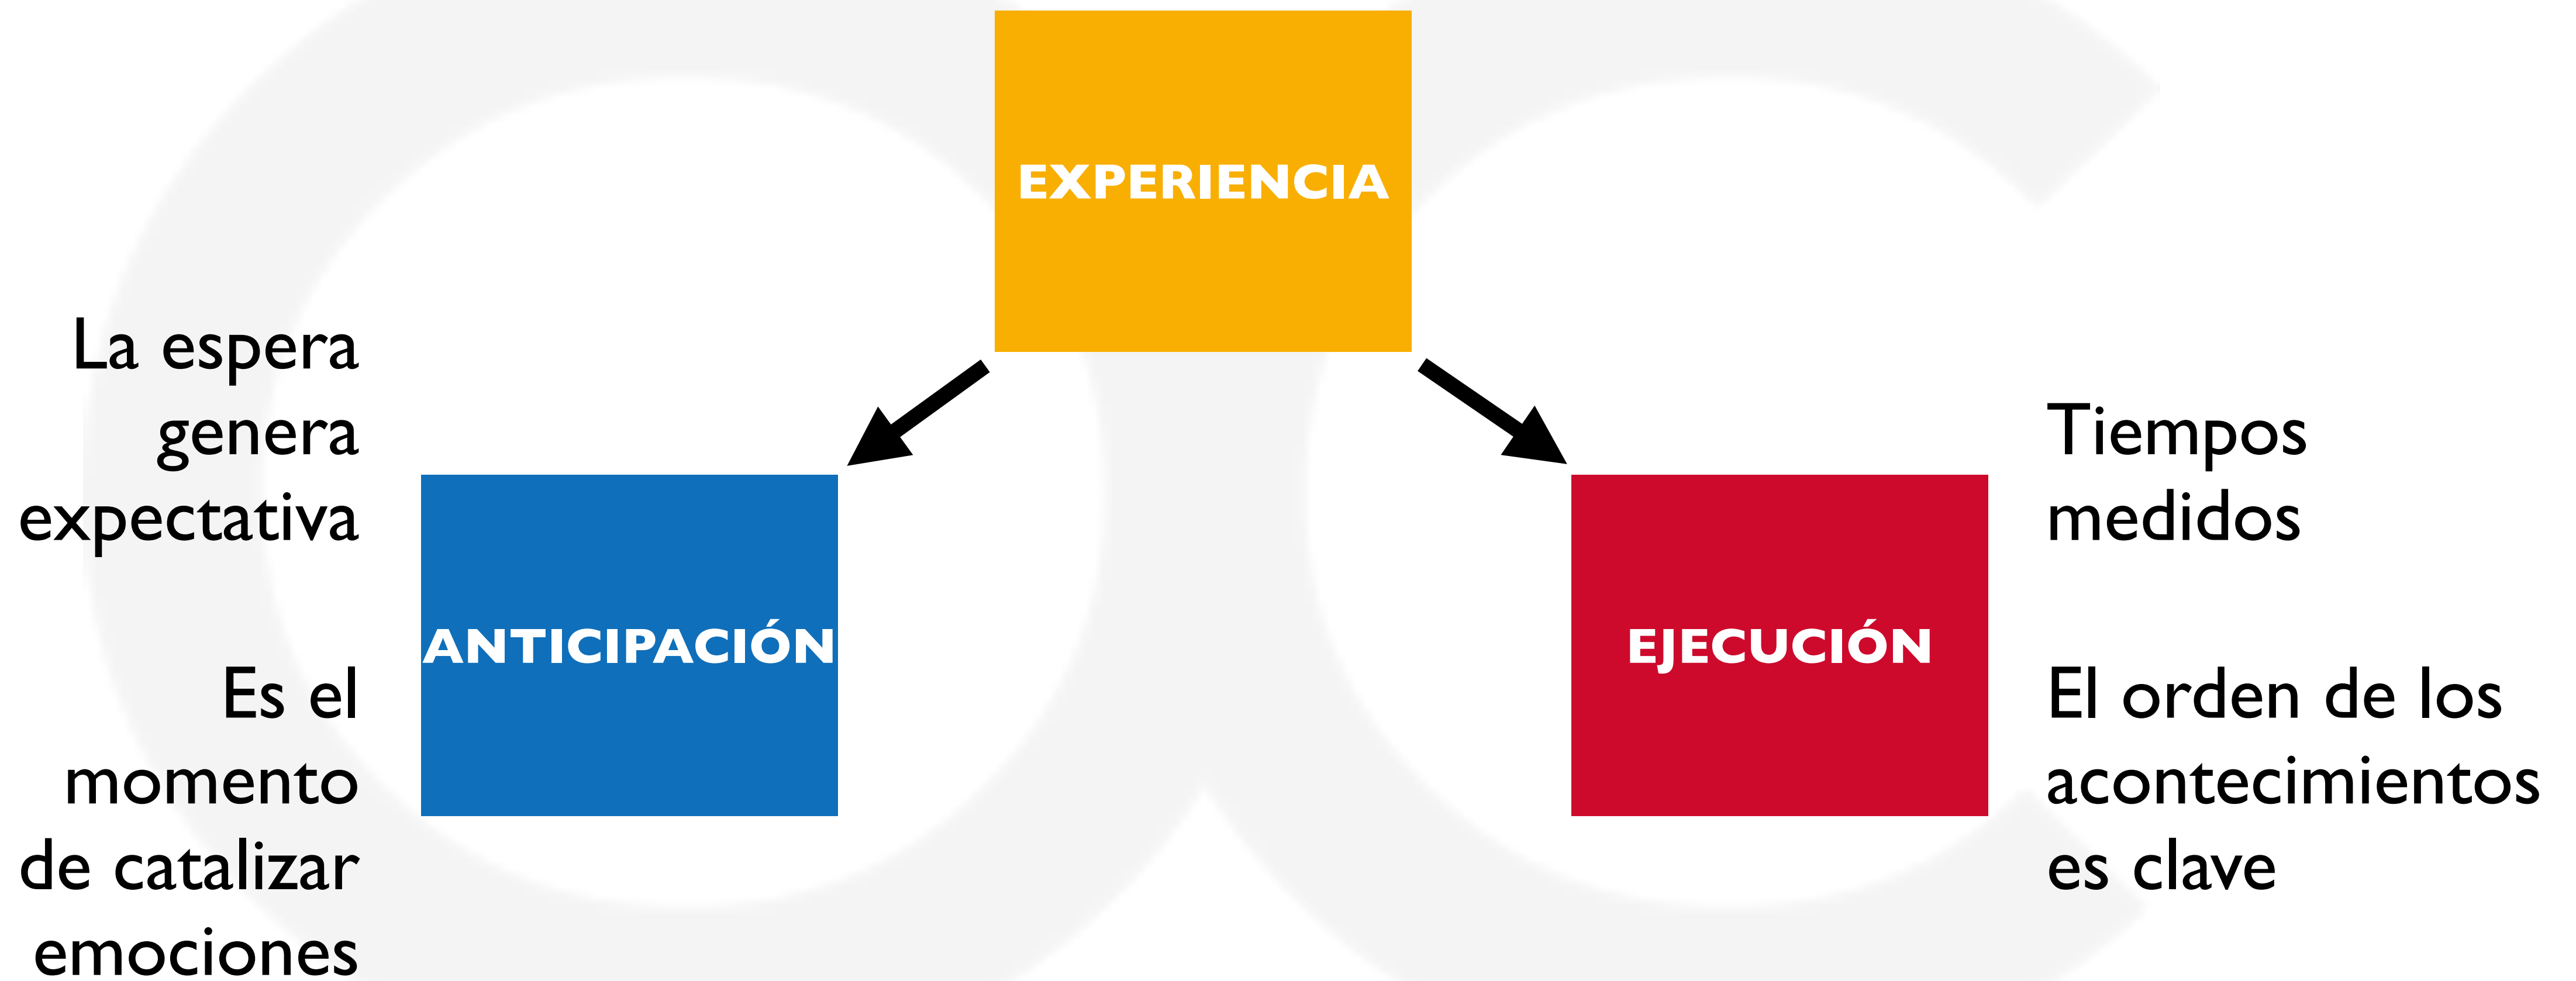 EXPERIENCIA
La espera
genera
expectativa
Es el
momento
de catalizar
emociones
ANTICIPACIÓN
EJECUCIÓN
Tiempos
medidos
El orden de los
acontecimientos
es clave